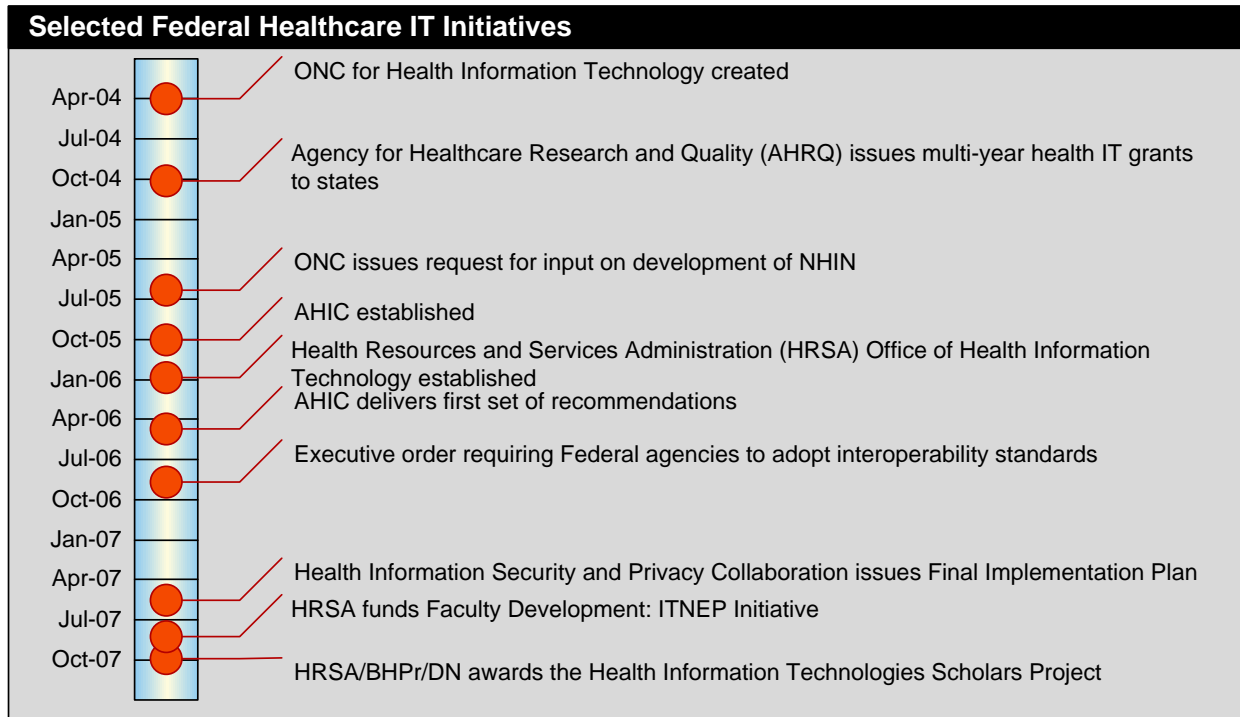 Selected Federal Healthcare IT Initiatives
ONC for Health Information Technology created
Apr-04
Jul-04
Agency for Healthcare Research and Quality (AHRQ) issues multi-year health IT grants
to states
Oct-04
Jan-05
Apr-05
ONC issues request for input on development of NHIN
Jul-05
AHIC established
Oct-05
Health Resources and Services Administration (HRSA) Office of Health Information
Technology established
Jan-06
AHIC delivers first set of recommendations
Apr-06
Jul-06
Executive order requiring Federal agencies to adopt interoperability standards
Oct-06
Jan-07
Apr-07
Health Information Security and Privacy Collaboration issues Final Implementation Plan
HRSA funds Faculty Development: ITNEP Initiative
Jul-07
Oct-07
HRSA/BHPr/DN awards the Health Information Technologies Scholars Project